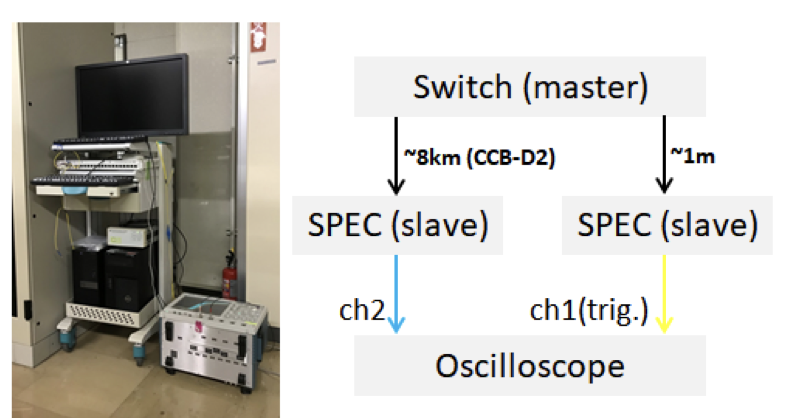 Switch (master)
~8km (CCB-D2)
~1m
SPEC (slave)
SPEC (slave)
ch2
ch1(trig.)
Oscilloscope